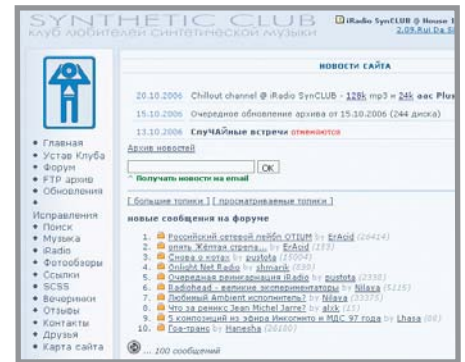 SYNTHETIC CLUB
КЛУБ ЛЮБИТЕЛЕЙ СИНТЕТИЧЕСКОЙ МУЗЫКИ
iRadio SynCLUB @ House 1
2.09.Rui Da Si
НОВОСТИ САЙТА
20.10.2006 Chillout channel @ iRadio SynCLUB - 128k mp3 и 24k aac Plus
15.10.2006 Очередное обновление архива от 15.10.2006 (244 диска)
13.10.2006 СлуЧАЙные встречи отменяются
Архив новостей
OK
^ Получать новости на email
[ большие топики ] [ просматриваемые топики ]
новые сообщения на форуме
1. Российский сетевой лейбл OTIUM by ErAcid (20414)
2. опять Жёлтая стрела... by ErAcid
3. Снова о котах by pustota (15004)
4. Onlight Net Radio by shmarik
5. Очередная реинкарнация iRadio by pustota (2338)
6. Radiohead - великие экспериментаторы by Nilaya (5115)
7. Любимый Ambient исполнитель? by Nilaya (33375)
8. Что за ремикс Jean Michel Jarre? by alxk
9. 5 композиций из эфира Инкогнито и МДС 97 года by Lhasa
10. Гоа-транс by Hanesha
... 100 сообщений
Главная
Устав Клуба
Форум
FTP архив
Обновления
Исправления
Поиск
Музыка
iRadio
Фотообзоры
Ссылки
SCSS
Вечеринки
Отзывы
Контакты
Друзья
Карта сайта